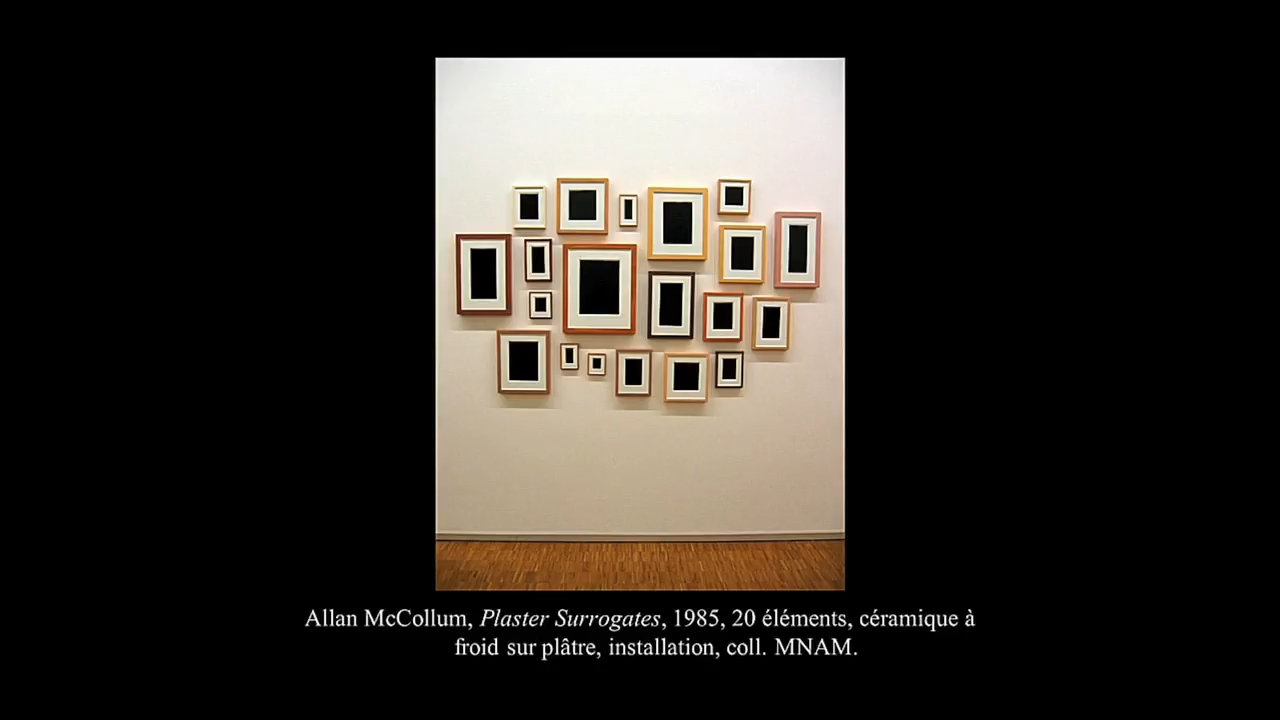 Allan McCollum, Plaster Surrogates, 1985, 20 éléments, céramique à
froid sur plâtre, installation, coll. MNAM.